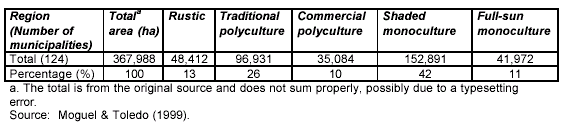 Region (Number of municipalities) Total^a area (ha) Rustic Traditional polyculture Commercial polyculture Shaded monoculture Full-sun monoculture
Total (124) 367,988 48,412 96,931 35,084 152,891 41,972
Percentage (%) 100 13 26 10 42 11
a. The total is from the original source and does not sum properly, possibly due to a typesetting
error.
Source: Moguel & Toledo (1999).